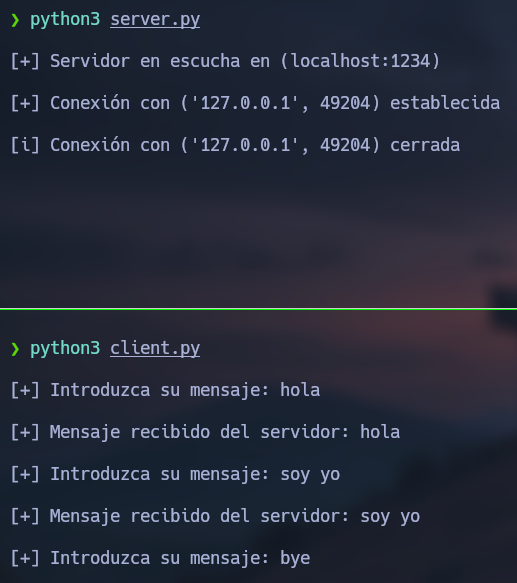 ❯ python3 server.py
[+] Servidor en escucha en (localhost:1234)
[+] Conexión con ('127.0.0.1', 49204) establecida
[i] Conexión con ('127.0.0.1', 49204) cerrada
❯ python3 client.py
[+] Introduzca su mensaje: hola
[+] Mensaje recibido del servidor: hola
[+] Introduzca su mensaje: soy yo
[+] Mensaje recibido del servidor: soy yo
[+] Introduzca su mensaje: bye